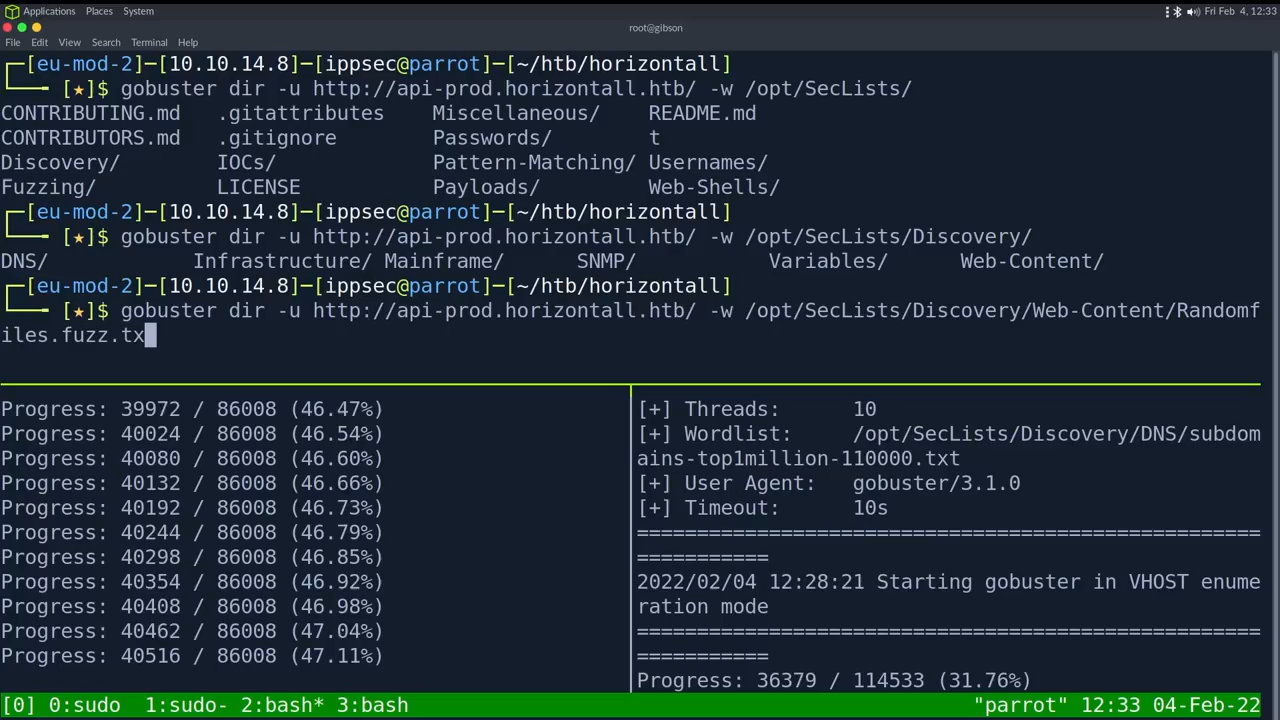 Applications Places System
Fri Feb 4, 12:33
root@gibson
File Edit View Search Terminal Help
┌─[eu-mod-2]─[10.10.14.8]─[ippsec@parrot]─[~/htb/horizontall]
└── [★]$ gobuster dir -u http://api-prod.horizontall.htb/ -w /opt/SecLists/
CONTRIBUTING.md .gitattributes Miscellaneous/ README.md
CONTRIBUTORS.md .gitignore Passwords/ t
Discovery/ IOCs/ Pattern-Matching/ Usernames/
Fuzzing/ LICENSE Payloads/ Web-Shells/
┌─[eu-mod-2]─[10.10.14.8]─[ippsec@parrot]─[~/htb/horizontall]
└── [★]$ gobuster dir -u http://api-prod.horizontall.htb/ -w /opt/SecLists/Discovery/
DNS/ Infrastructure/ Mainframe/ SNMP/ Variables/ Web-Content/
┌─[eu-mod-2]─[10.10.14.8]─[ippsec@parrot]─[~/htb/horizontall]
└── [★]$ gobuster dir -u http://api-prod.horizontall.htb/ -w /opt/SecLists/Discovery/Web-Content/Randomf
iles.fuzz.tx
Progress: 39972 / 86008 (46.47%)
Progress: 40024 / 86008 (46.54%)
Progress: 40080 / 86008 (46.60%)
Progress: 40132 / 86008 (46.66%)
Progress: 40192 / 86008 (46.73%)
Progress: 40244 / 86008 (46.79%)
Progress: 40298 / 86008 (46.85%)
Progress: 40354 / 86008 (46.92%)
Progress: 40408 / 86008 (46.98%)
Progress: 40462 / 86008 (47.04%)
Progress: 40516 / 86008 (47.11%)
[+] Threads: 10
[+] Wordlist: /opt/SecLists/Discovery/DNS/subdom
ains-top1million-110000.txt
[+] User Agent: gobuster/3.1.0
[+] Timeout: 10s
====================================================
===========
2022/02/04 12:28:21 Starting gobuster in VHOST enume
ration mode
====================================================
===========
Progress: 36379 / 114533 (31.76%)
[0] 0:sudo 1:sudo- 2:bash* 3:bash
"parrot" 12:33 04-Feb-22